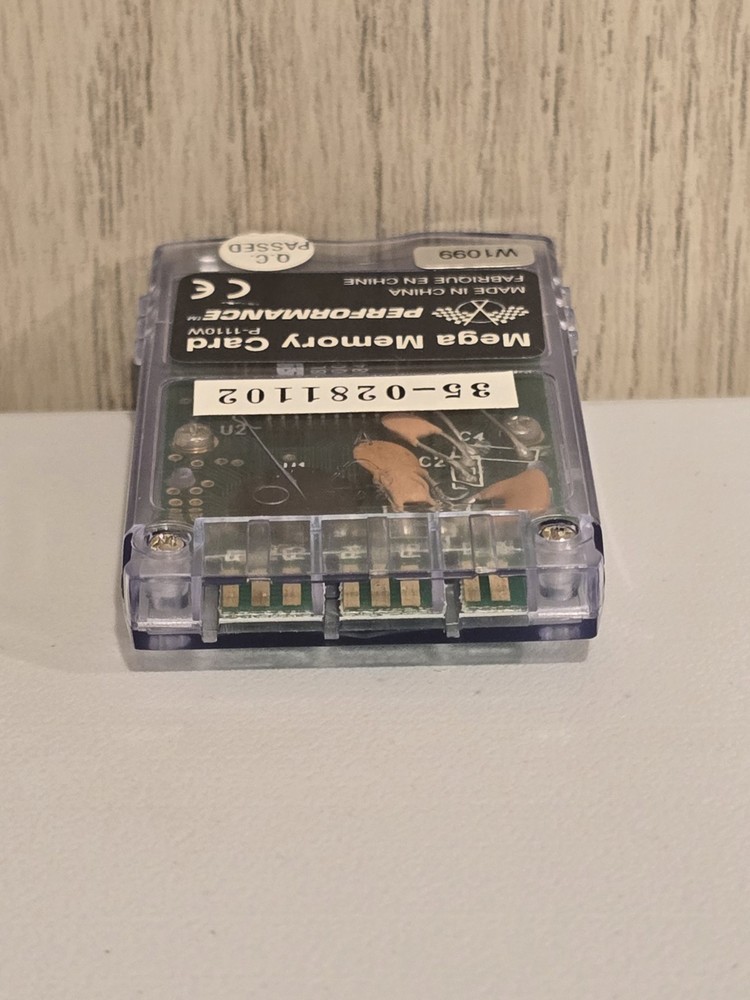 35-0281102
Mega Memory Card
P-1110W
PERFORMANCE™
MADE IN CHINA
FABRIQUE EN CHINE
CE
W1099
Q.C.
PASSED
U2
C4
C2